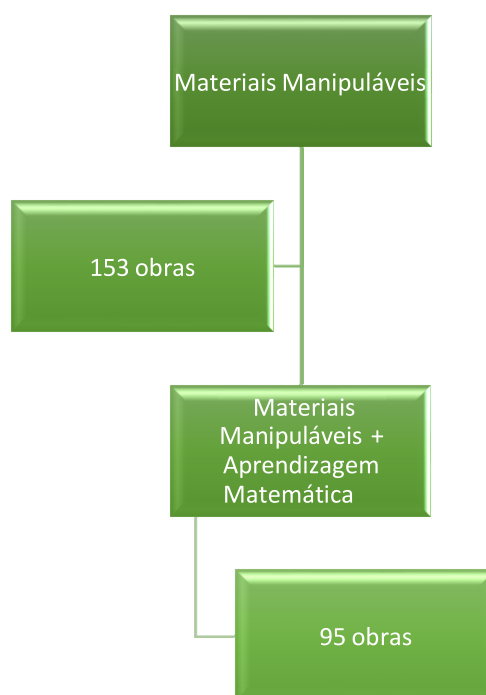 Materiais Manipuláveis
153 obras
Materiais
Manipuláveis +
Aprendizagem
Matemática
95 obras